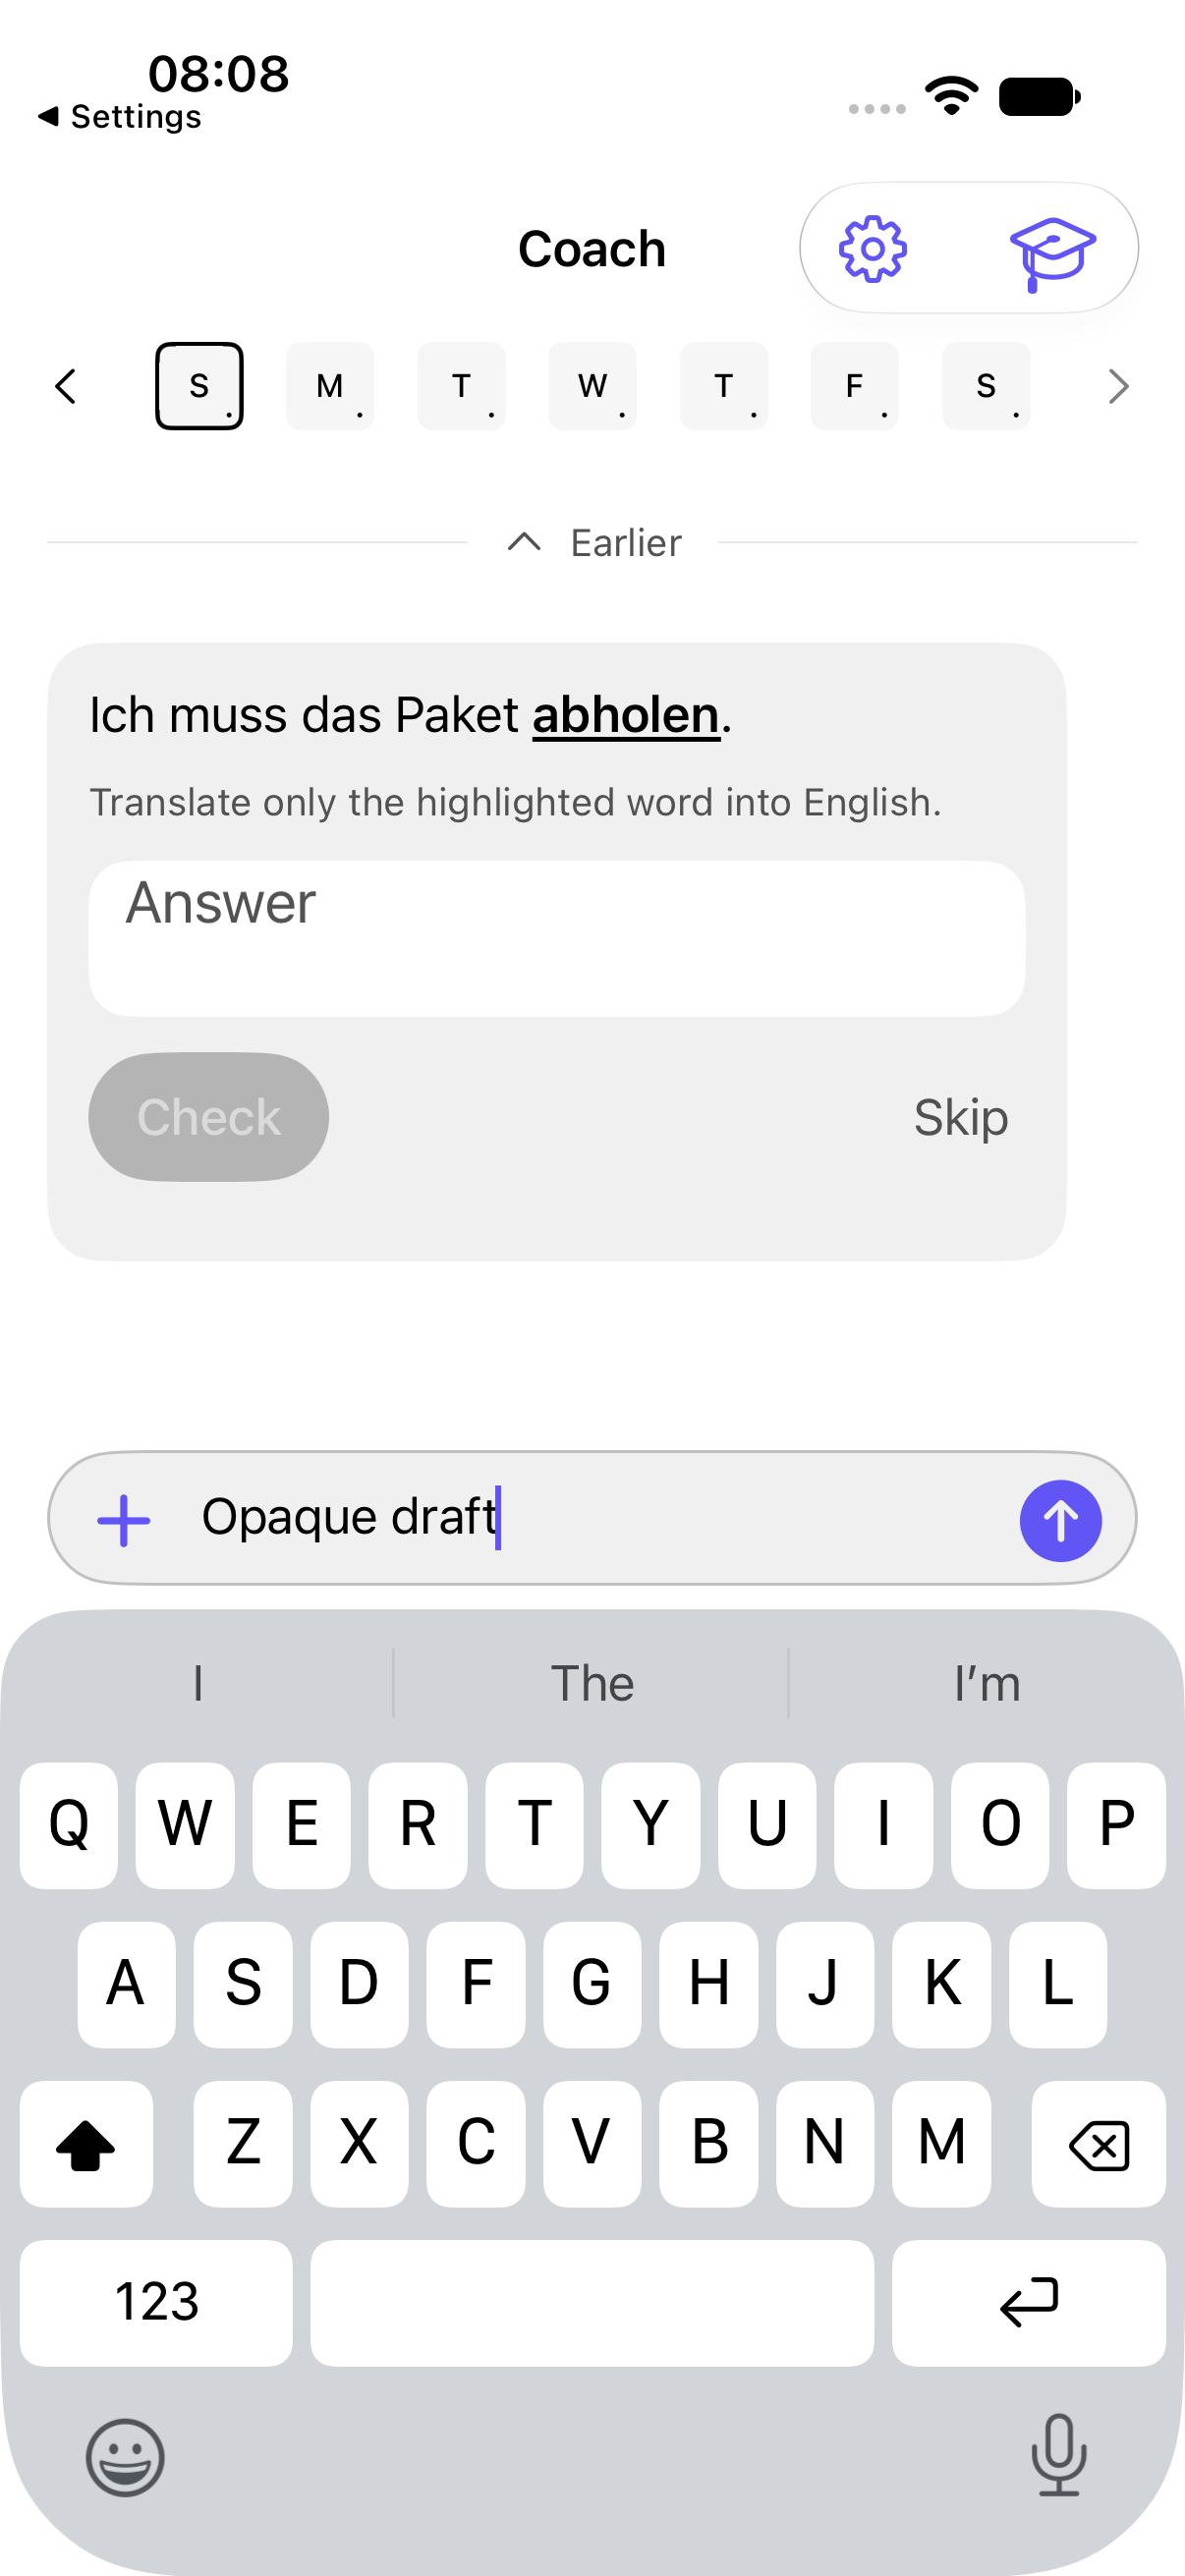 08:08
◀ Settings
Coach
S. M. T. W. T. F. S.
Earlier
Ich muss das Paket abholen.
Translate only the highlighted word into English.
Answer
Check Skip
Opaque draft
I The I’m
Q W E R T Y U I O P
A S D F G H J K L
Z X C V B N M
123